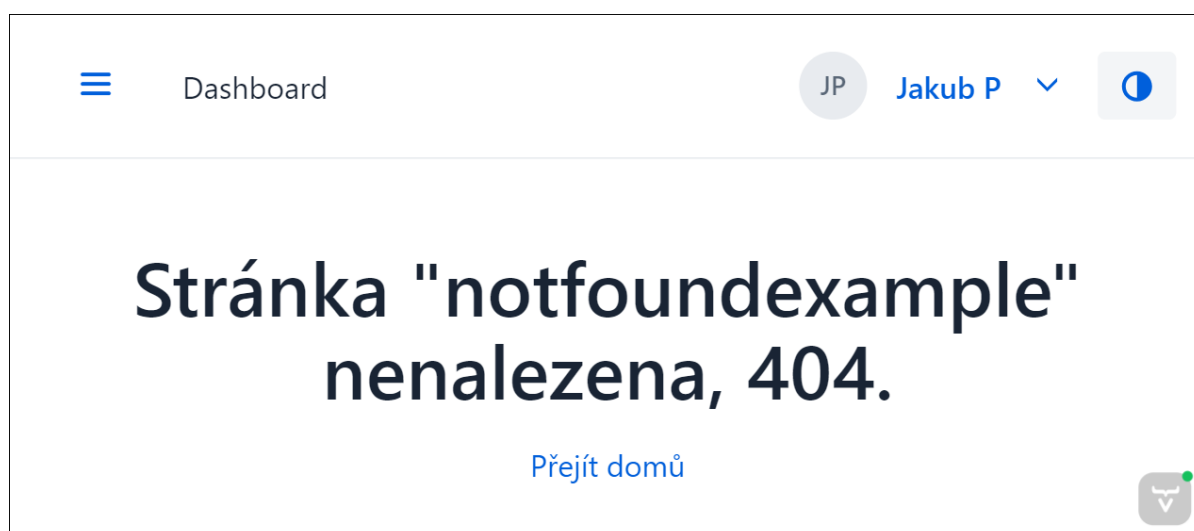 Dashboard
JP
Jakub P
Stránka "notfoundexample"
nenalezena, 404.
Přejít domů